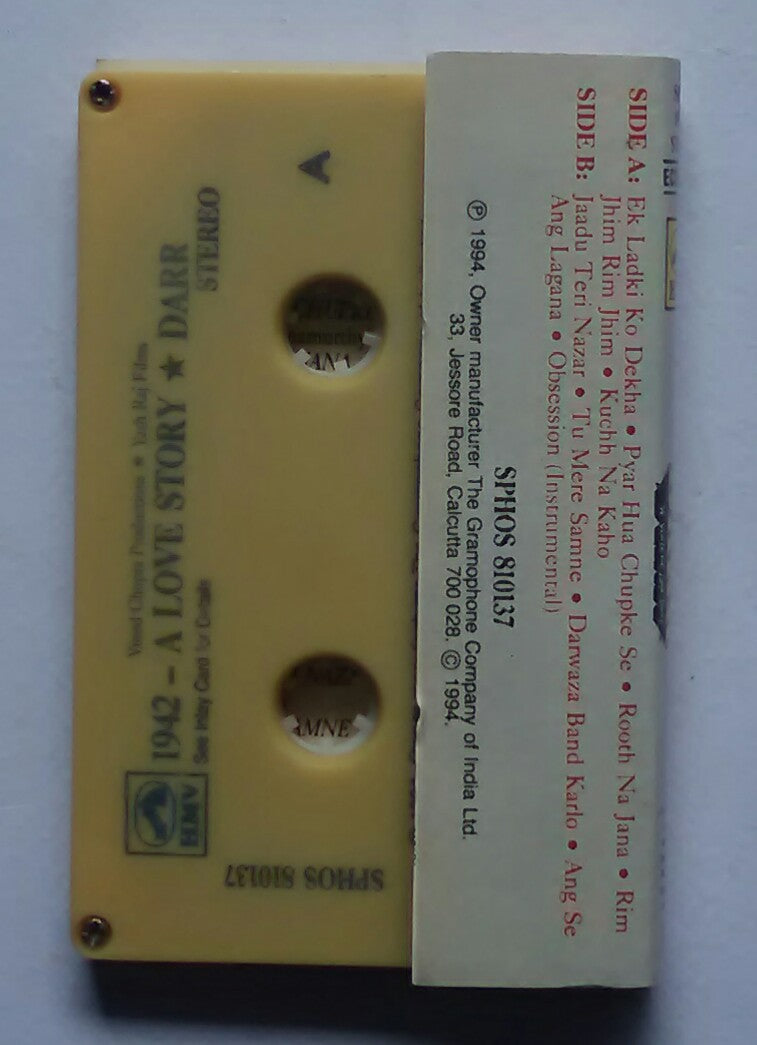 SIDE A: Ek Ladki Ko Dekha • Pyar Hua Chupke Se • Rooth Na Jana • Rim
Jhim Rim Jhim • Kuchh Na Kaho
SIDE B: Jaadu Teri Nazar • Tu Mere Samne • Darwaza Band Karlo • Ang Se
Ang Lagana • Obsession (Instrumental)
SPHOS 810137
℗ 1994, Owner manufacturer The Gramophone Company of India Ltd.
33, Jessore Road, Calcutta 700 028. © 1994.
A
STEREO
1942 – A LOVE STORY ★ DARR
Vinod Chopra Productions • Yash Raj Films
See Inlay Card for Details
HMV
SPHOS 810137
ANA
AMNE